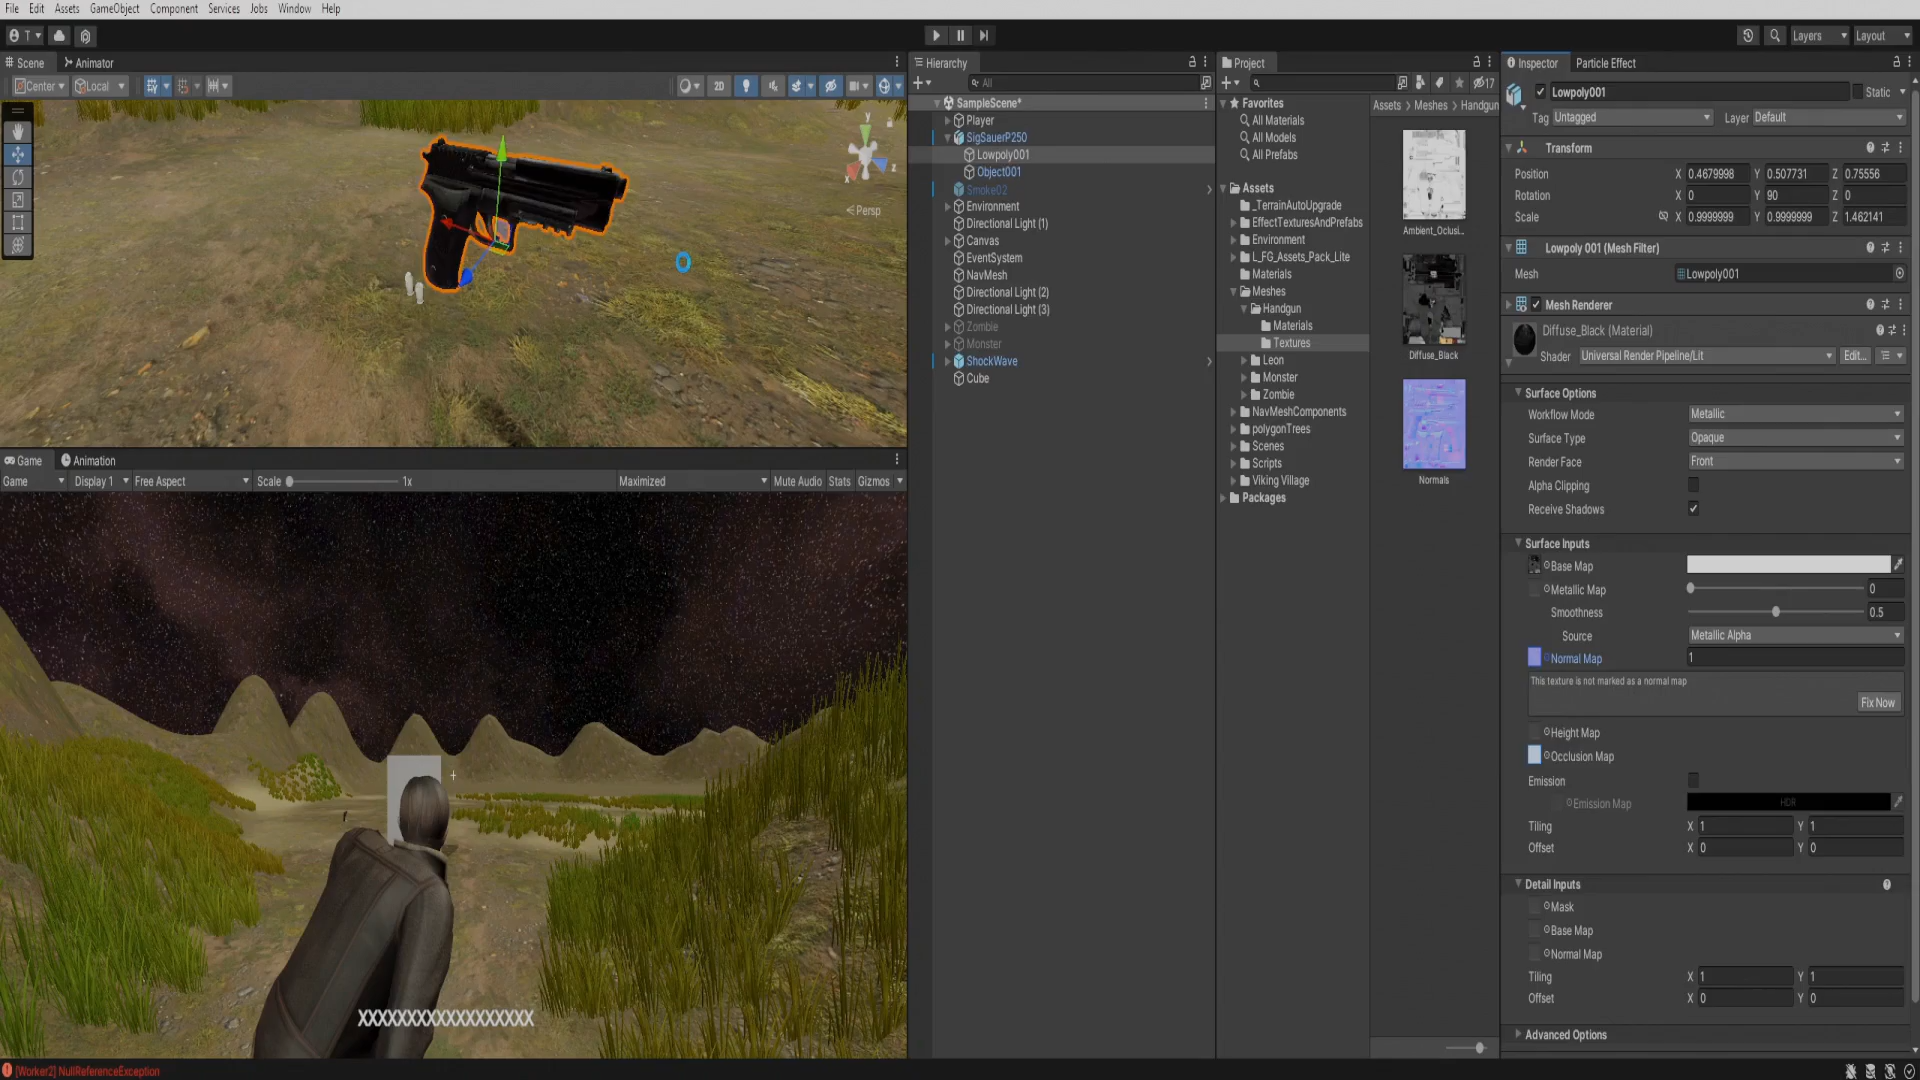 File Edit Assets GameObject Component Services Jobs Window Help
T
Layers Layout
Scene Animator
Center Local
2D
y
x z
Persp
Game Animation
Game Display 1 Free Aspect Scale 1x Maximized Mute Audio Stats Gizmos
XXXXXXXXXXXXXXXXXX
[Worker2] NullReferenceException
Hierarchy
All
SampleScene*
Player
SigSauerP250
Lowpoly001
Object001
Smoke02
Environment
Directional Light (1)
Canvas
EventSystem
NavMesh
Directional Light (2)
Directional Light (3)
Zombie
Monster
ShockWave
Cube
Project
17
Favorites
All Materials
All Models
All Prefabs
Assets
_TerrainAutoUpgrade
EffectTexturesAndPrefabs
Environment
L_FG_Assets_Pack_Lite
Materials
Meshes
Handgun
Materials
Textures
Leon
Monster
Zombie
NavMeshComponents
polygonTrees
Scenes
Scripts
Viking Village
Packages
Assets Meshes Handgun
Ambient_Oclusi...
Diffuse_Black
Normals
Inspector Particle Effect
Lowpoly001 Static
Tag Untagged Layer Default
Transform
Position X 0.4679998 Y 0.507731 Z 0.75556
Rotation X 0 Y 90 Z 0
Scale X 0.9999999 Y 0.9999999 Z 1.462141
Lowpoly 001 (Mesh Filter)
Mesh Lowpoly001
Mesh Renderer
Diffuse_Black (Material)
Shader Universal Render Pipeline/Lit Edit...
Surface Options
Workflow Mode Metallic
Surface Type Opaque
Render Face Front
Alpha Clipping
Receive Shadows
Surface Inputs
Base Map
Metallic Map 0
Smoothness 0.5
Source Metallic Alpha
Normal Map 1
This texture is not marked as a normal map
Fix Now
Height Map
Occlusion Map
Emission
Emission Map HDR
Tiling X 1 Y 1
Offset X 0 Y 0
Detail Inputs
Mask
Base Map
Normal Map
Tiling X 1 Y 1
Offset X 0 Y 0
Advanced Options